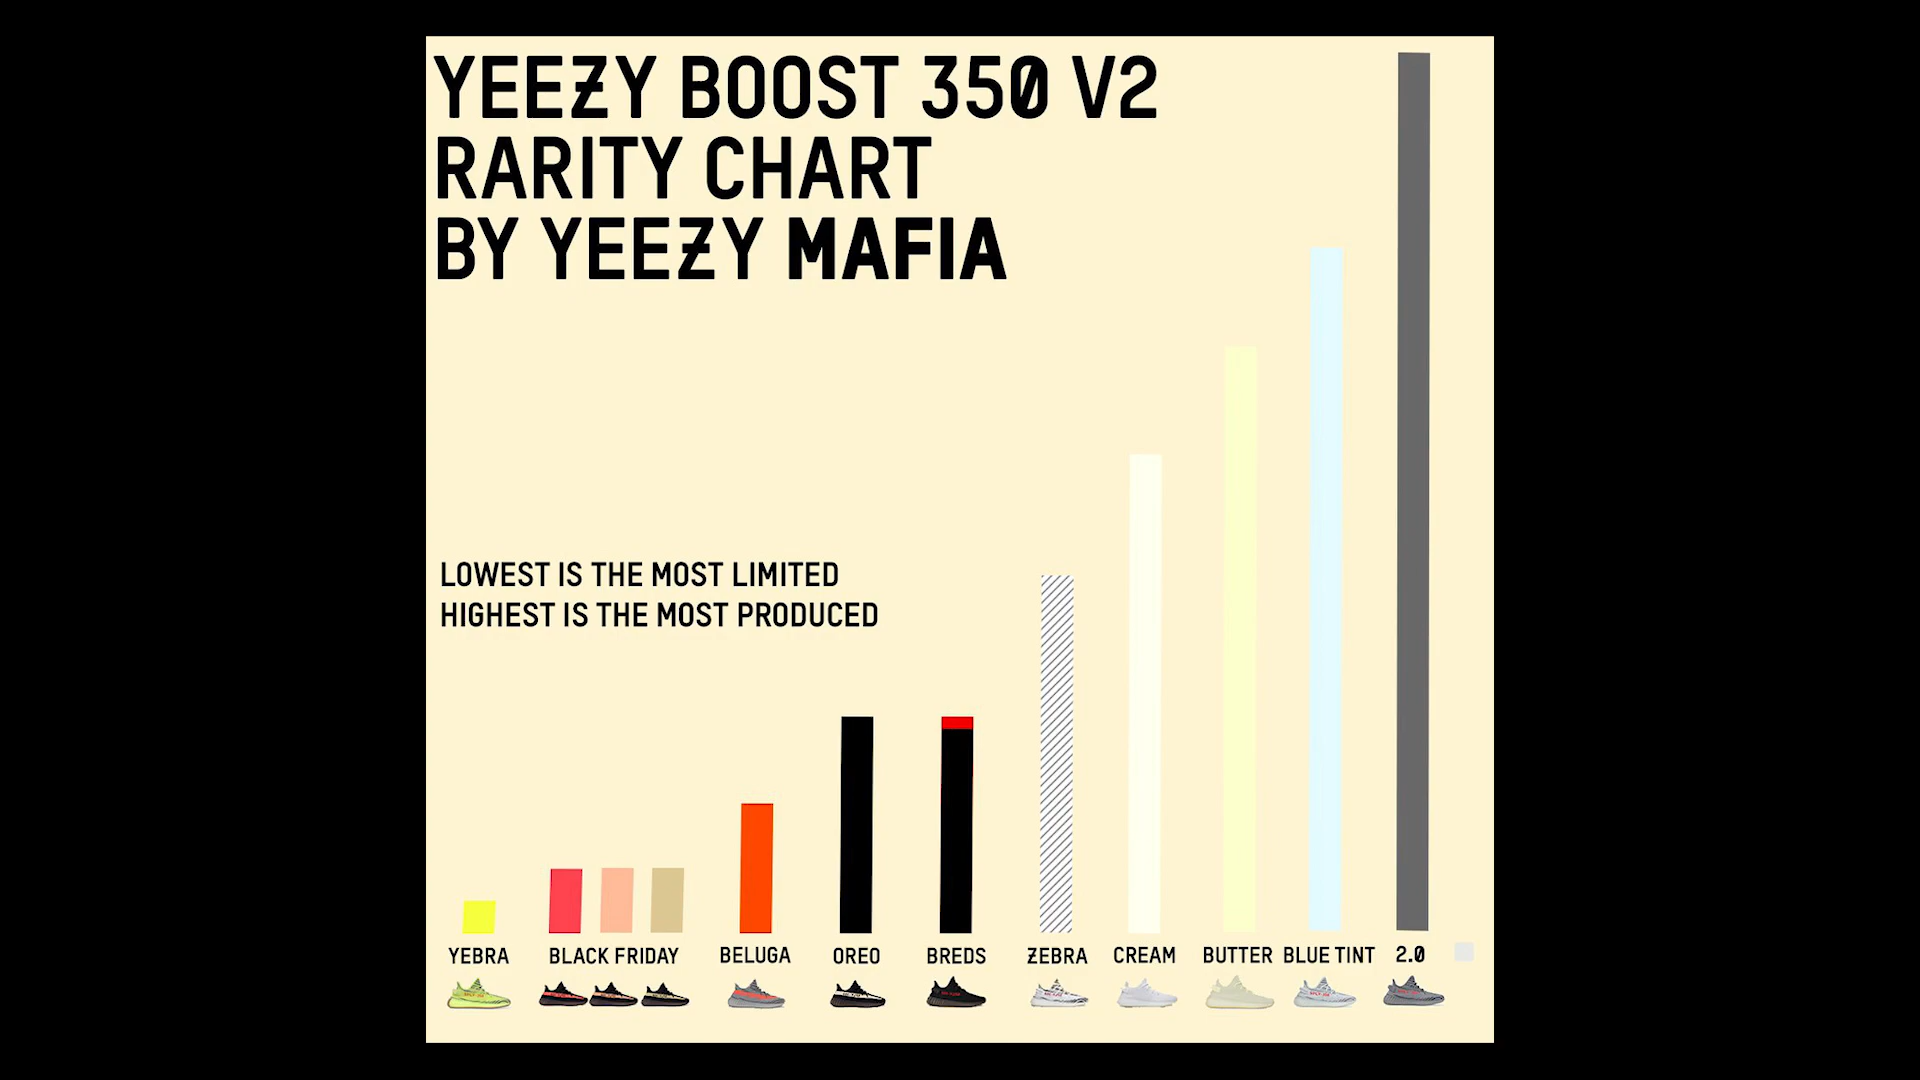 YEEZY BOOST 350 V2
RARITY CHART
BY YEEZY MAFIA
LOWEST IS THE MOST LIMITED
HIGHEST IS THE MOST PRODUCED
YEBRA BLACK FRIDAY BELUGA OREO BREDS ZEBRA CREAM BUTTER BLUE TINT 2.0